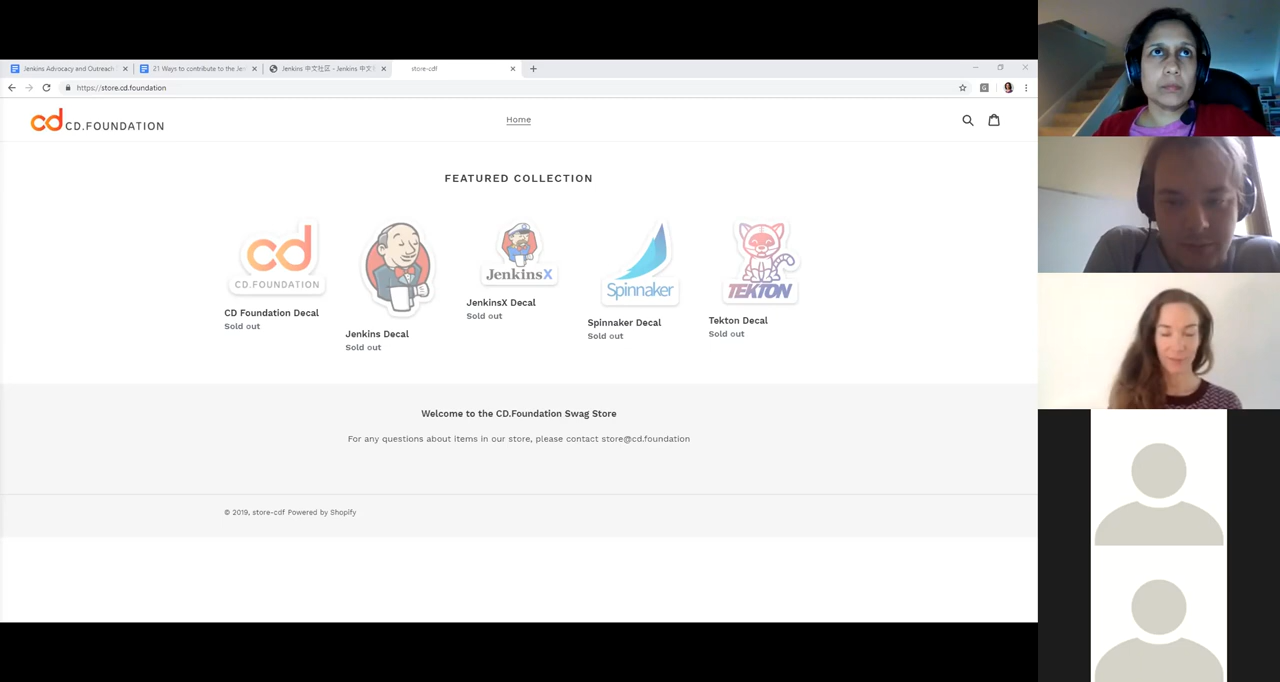 Jenkins Advocacy and Outreach
21 Ways to contribute to the Jen
Jenkins 中文社区 - Jenkins 中文
store-cdf
https://store.cd.foundation
cd CD.FOUNDATION
Home
FEATURED COLLECTION
cd
CD.FOUNDATION
CD Foundation Decal
Sold out
Jenkins Decal
Sold out
JenkinsX
JenkinsX Decal
Sold out
Spinnaker
Spinnaker Decal
Sold out
TEKTON
Tekton Decal
Sold out
Welcome to the CD.Foundation Swag Store
For any questions about items in our store, please contact store@cd.foundation
© 2019, store-cdf Powered by Shopify